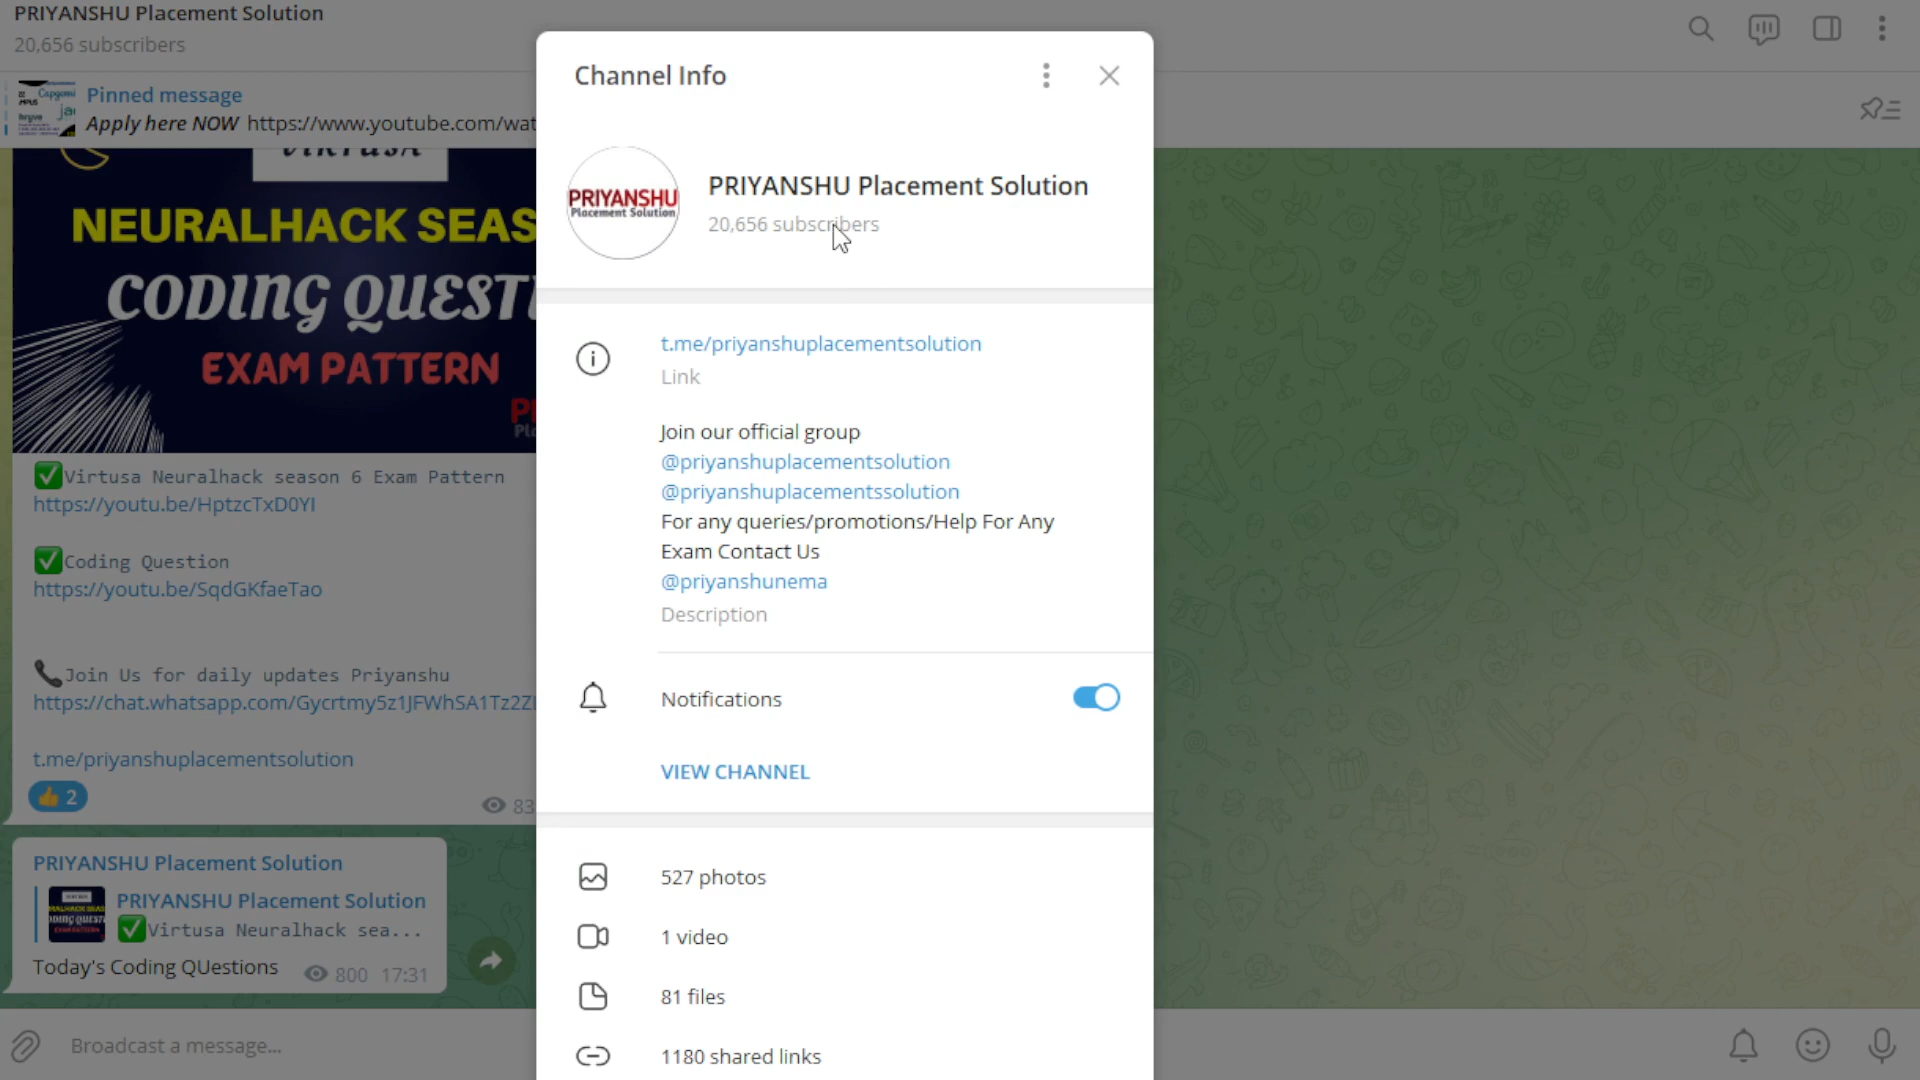 PRIYANSHU Placement Solution
20,656 subscribers
Pinned message
Apply here NOW https://www.youtube.com/wat
VIRTUSA
NEURALHACK SEAS
CODING QUESTI
EXAM PATTERN
✅Virtusa Neuralhack season 6 Exam Pattern
https://youtu.be/HptzcTxD0YI
✅Coding Question
https://youtu.be/SqdGKfaeTao
📞Join Us for daily updates Priyanshu
https://chat.whatsapp.com/Gycrtmy5z1JFWhSA1Tz2Z
t.me/priyanshuplacementsolution
👍 2
83
PRIYANSHU Placement Solution
PRIYANSHU Placement Solution
✅Virtusa Neuralhack sea...
Today's Coding QUestions 800 17:31
Broadcast a message...
Channel Info
PRIYANSHU
Placement Solution
PRIYANSHU Placement Solution
20,656 subscribers
t.me/priyanshuplacementsolution
Link
Join our official group
@priyanshuplacementsolution
@priyanshuplacementssolution
For any queries/promotions/Help For Any
Exam Contact Us
@priyanshunema
Description
Notifications
VIEW CHANNEL
527 photos
1 video
81 files
1180 shared links